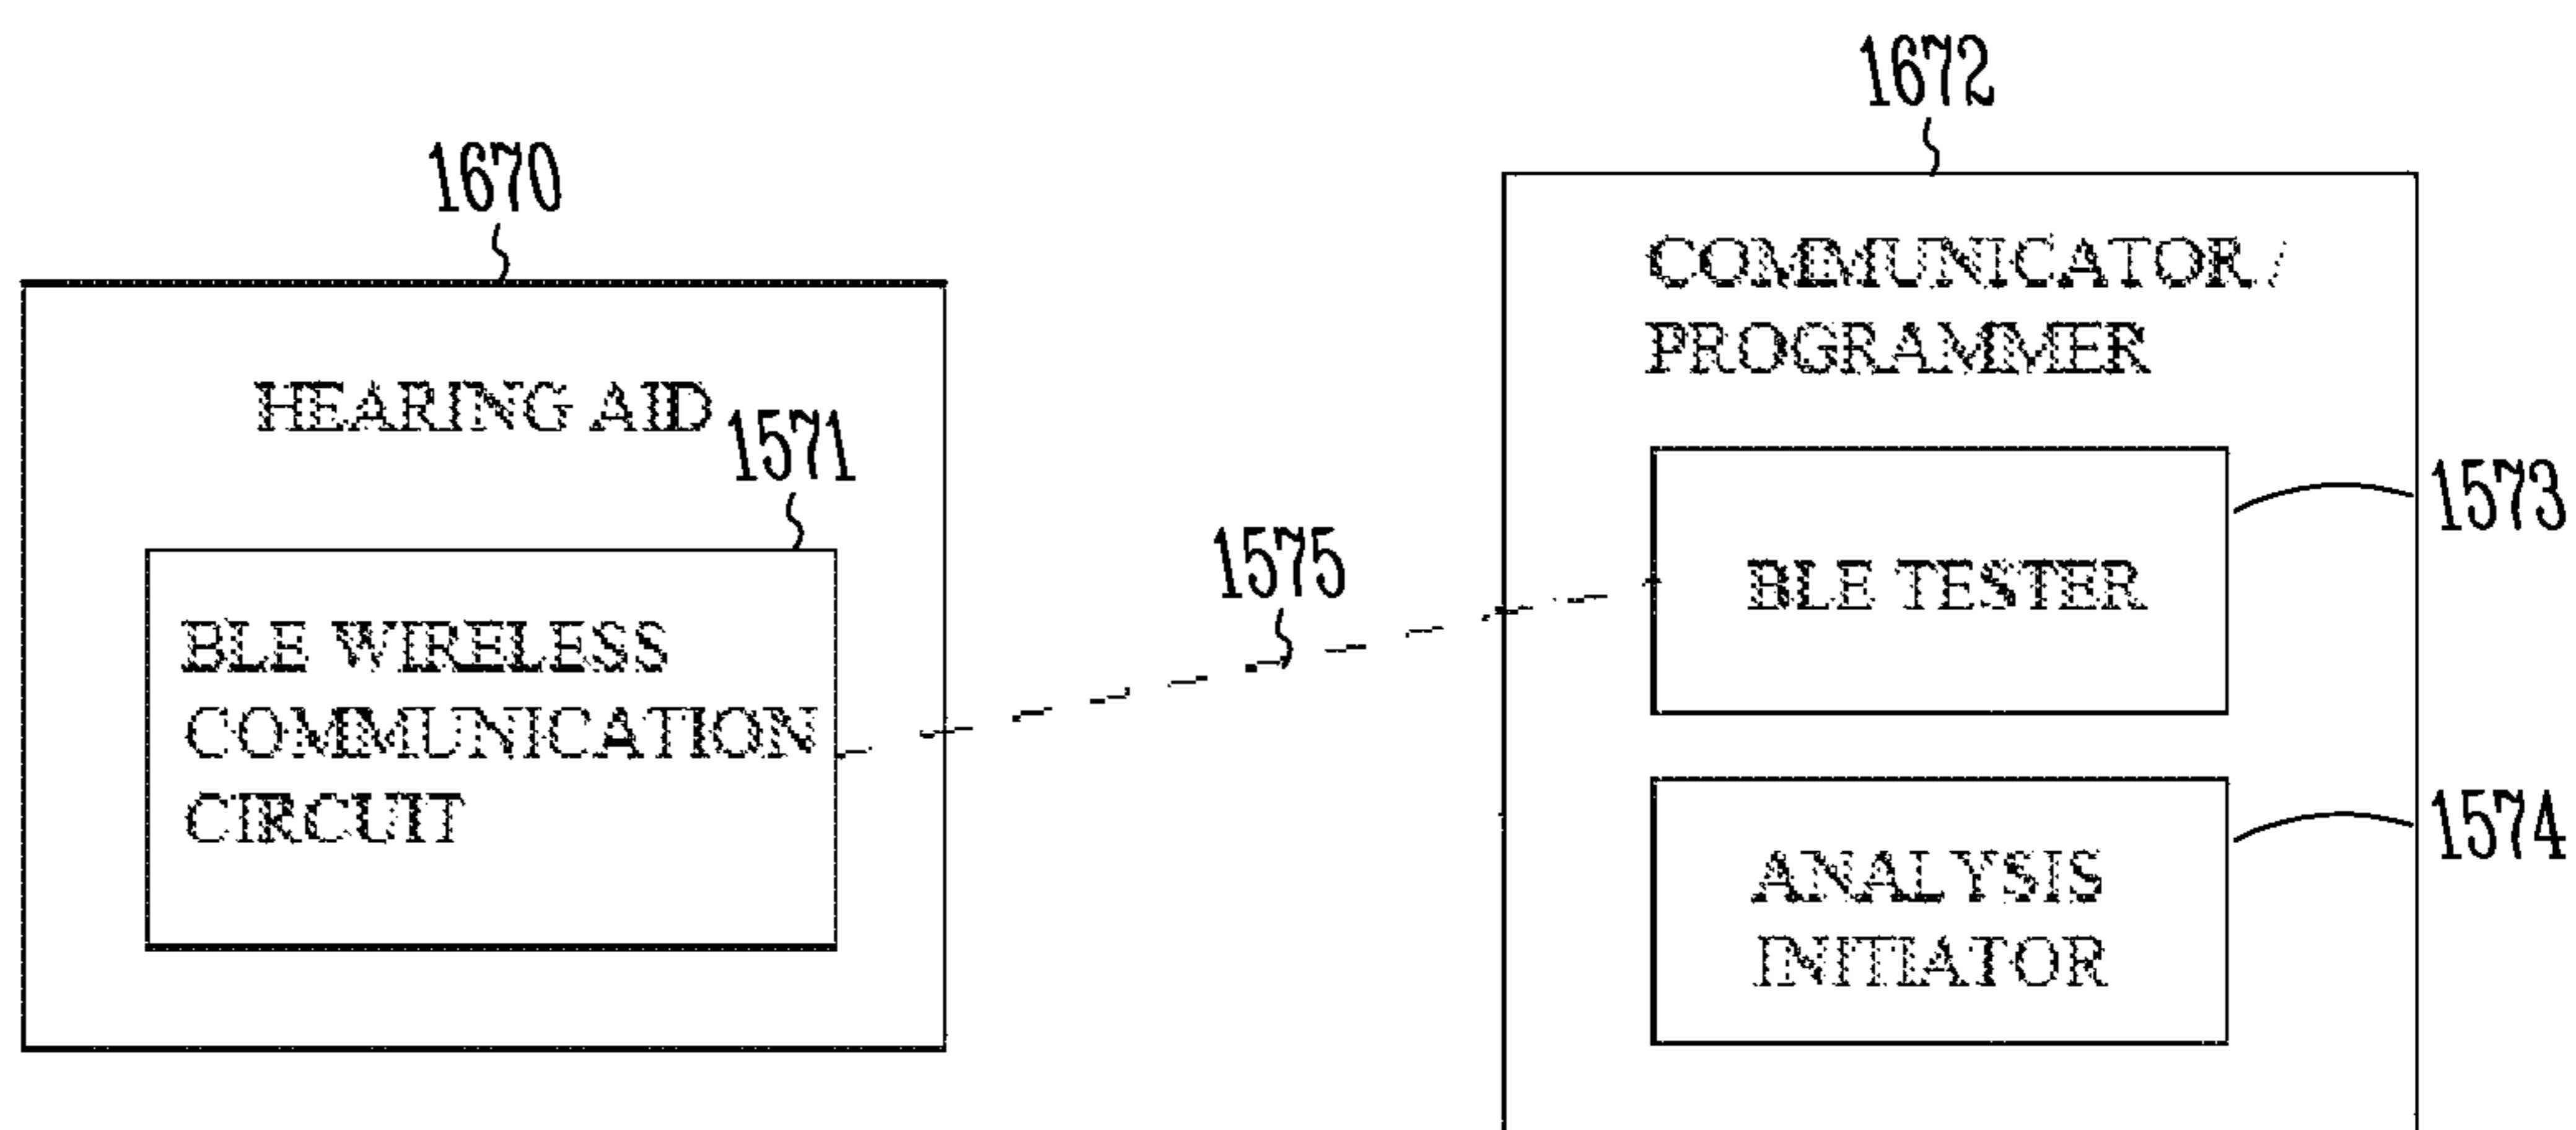 1672
1670
COMMUNICATOR /
PROGRAMMER
HEARING AID
1571
1573
1575
BLE TESTER
BLE WIRELESS
COMMUNICATION
CIRCUIT
1574
ANALYSIS
INITIATOR